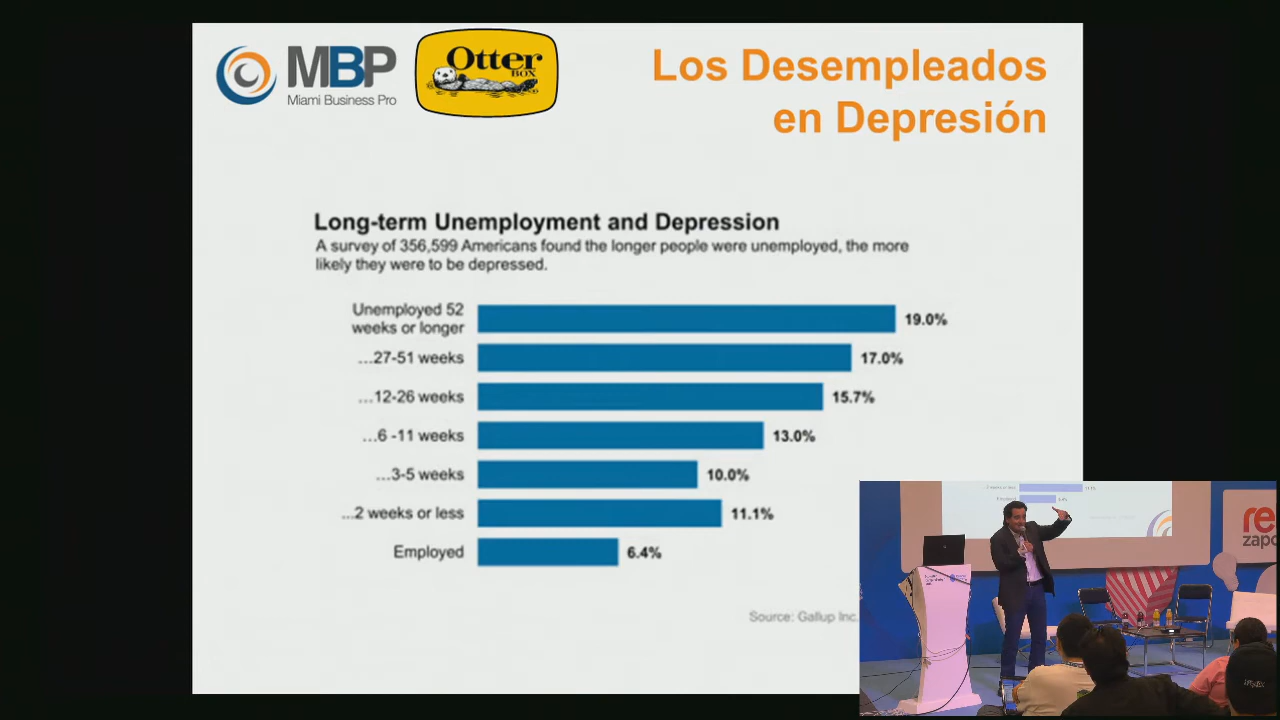 MBP
Miami Business Pro
Otter
BOX
Los Desempleados
en Depresión
Long-term Unemployment and Depression
A survey of 356,599 Americans found the longer people were unemployed, the more
likely they were to be depressed.
Unemployed 52
weeks or longer
19.0%
...27-51 weeks
17.0%
...12-26 weeks
15.7%
...6 -11 weeks
13.0%
...3-5 weeks
10.0%
...2 weeks or less
11.1%
Employed
6.4%
Source: Gallup Inc.